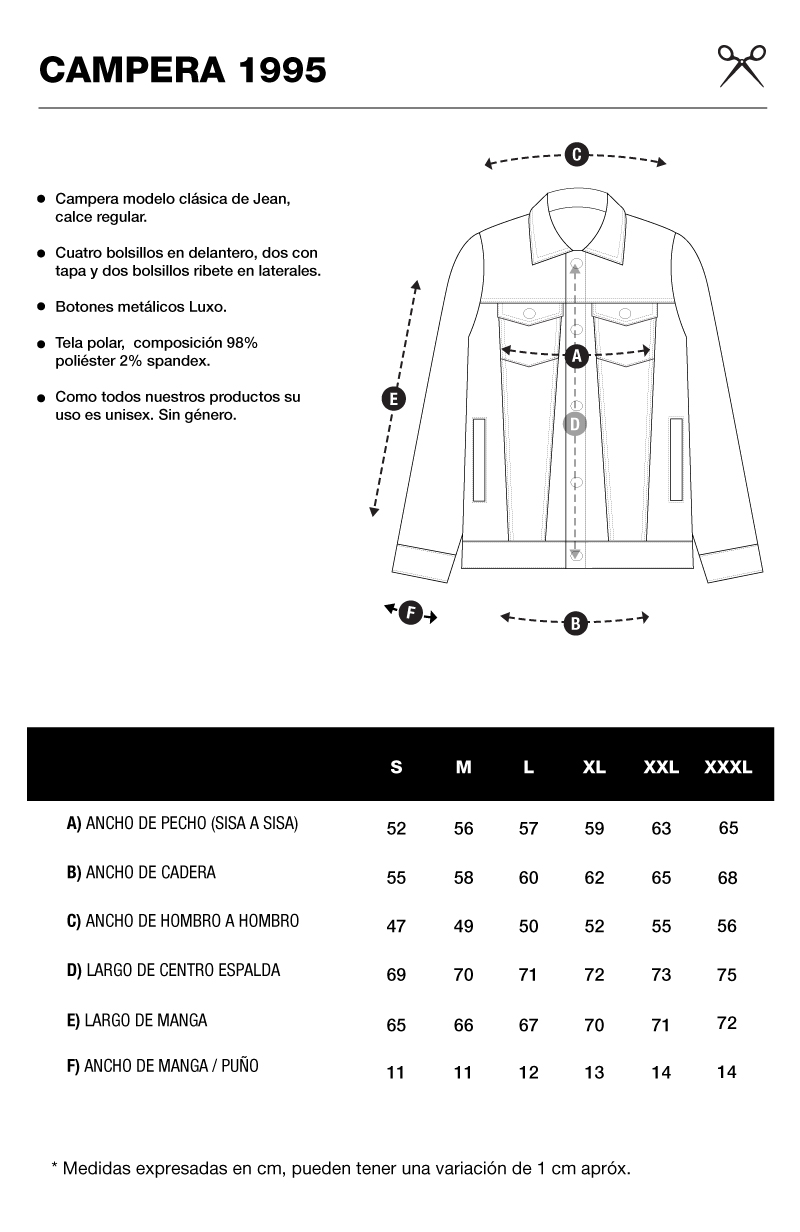 CAMPERA 1995
• Campera modelo clásica de Jean,
calce regular.
• Cuatro bolsillos en delantero, dos con
tapa y dos bolsillos ribete en laterales.
• Botones metálicos Luxo.
• Tela polar,  composición 98%
poliéster 2% spandex.
• Como todos nuestros productos su
uso es unisex. Sin género.
C
A
E
D
F
B
S M L XL XXL XXXL
A) ANCHO DE PECHO (SISA A SISA) 52 56 57 59 63 65
B) ANCHO DE CADERA 55 58 60 62 65 68
C) ANCHO DE HOMBRO A HOMBRO 47 49 50 52 55 56
D) LARGO DE CENTRO ESPALDA 69 70 71 72 73 75
E) LARGO DE MANGA 65 66 67 70 71 72
F) ANCHO DE MANGA / PUÑO 11 11 12 13 14 14
* Medidas expresadas en cm, pueden tener una variación de 1 cm apróx.